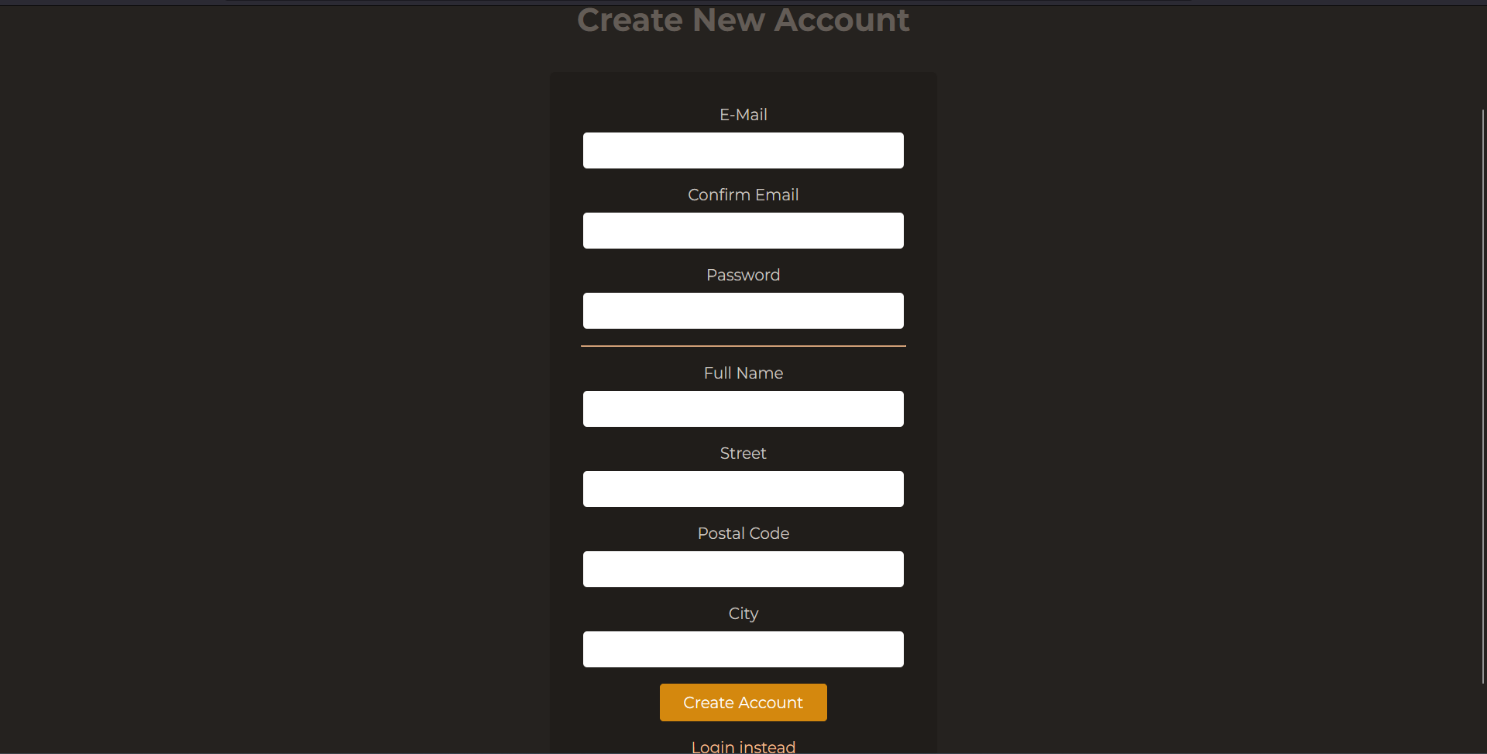 Create New Account
E-Mail
Confirm Email
Password
Full Name
Street
Postal Code
City
Create Account
Login instead